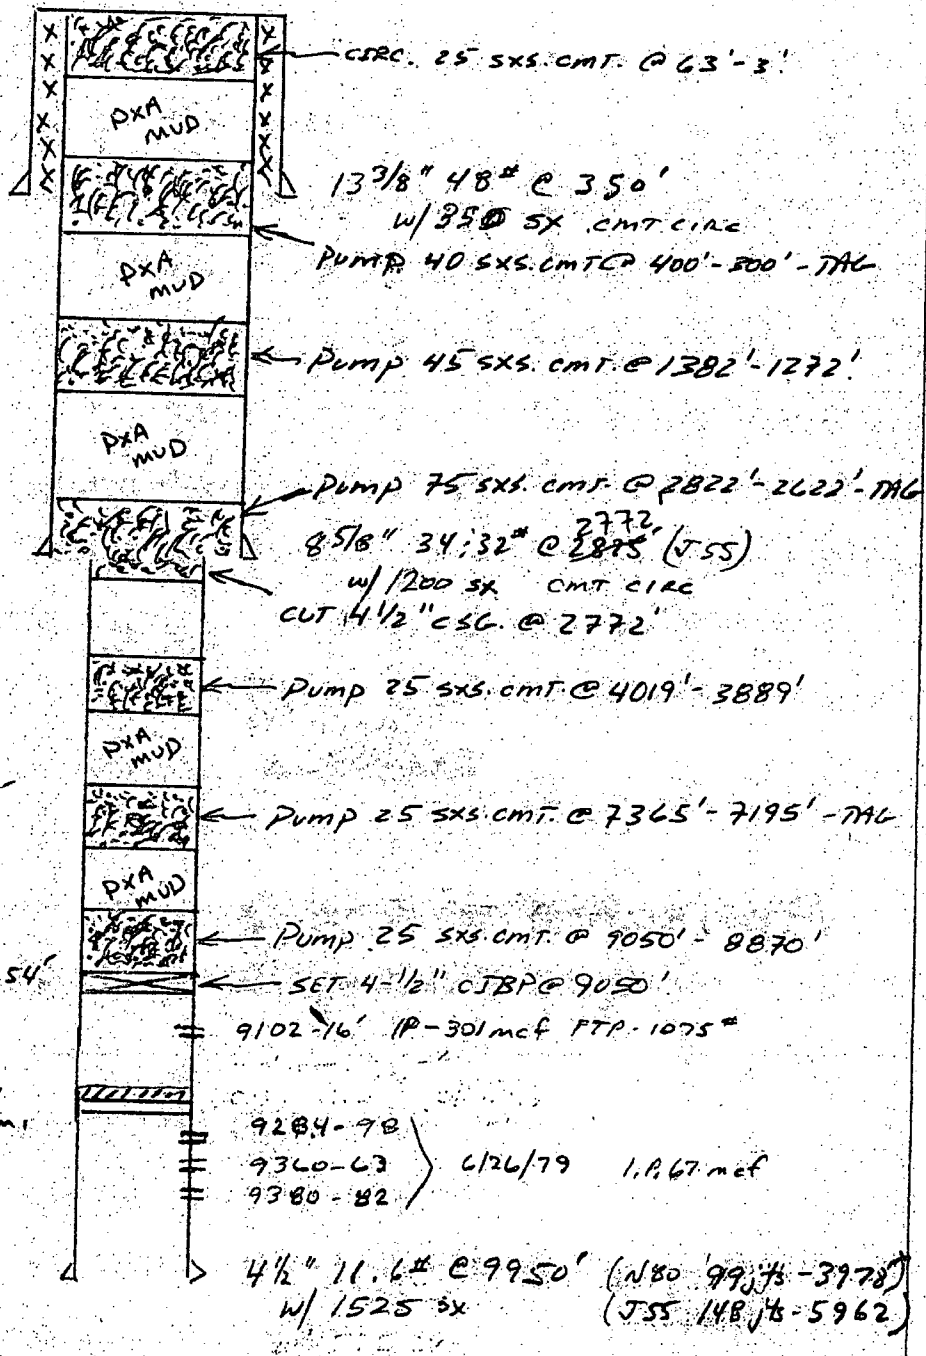 CIRC. 25 SXS. CMT. @ 63'-3'.
PXA
MUD
13 3/8" 48# @ 350'
w/ 350 SX CMT CIRC
PUMP 40 SXS. CMT @ 400'-300'-TAG
PXA
MUD
Pump 45 SXS. CMT. @ 1382'-1272'.
PXA
MUD
Pump 75 SXS. CMT. @ 2822'-2622'-TAG
2772,
8 5/8" 34;32# @ 2875' (J55)
w/ 1200 SX CMT CIRC
CUT 4 1/2" CSG. @ 2772'
Pump 25 SXS. CMT. @ 4019'-3889'
PXA
MUD
Pump 25 SXS. CMT. @ 7365'-7195'-TAG
PXA
MUD
Pump 25 SXS. CMT. @ 9050'-8870'
54'
SET 4-1/2" CIBP @ 9050'
9102-16' IP-301 mcf FTP-1075#
9284-98
9360-63 6/26/79 I.P. 67 mcf
9380-82
4 1/2" 11.6# @ 9950' (N80 99 jts-3978')
w/ 1525 SX (J55 148 jts-5962)